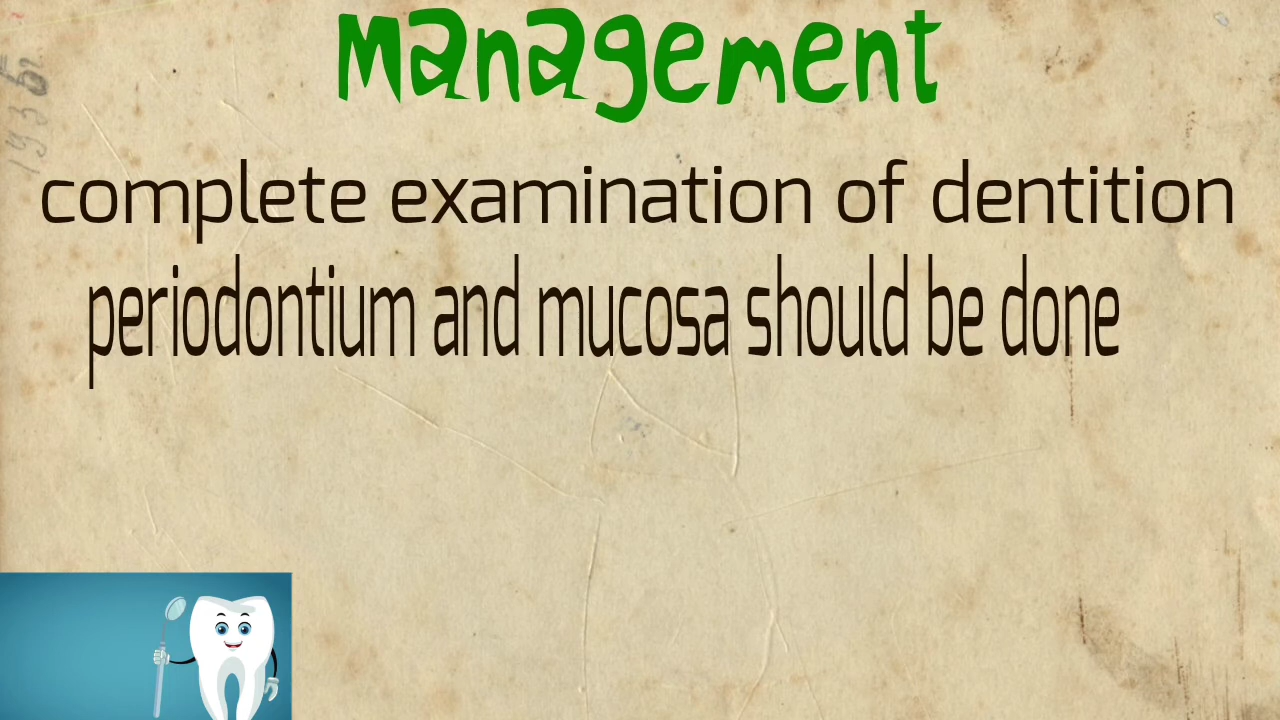 management
complete examination of dentition
periodontium and mucosa should be done